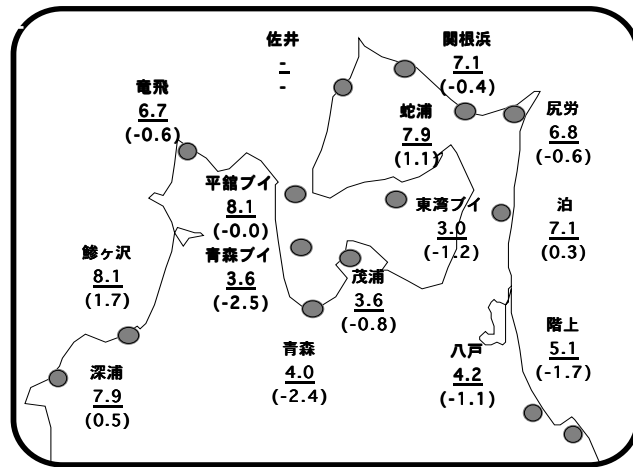 佐井
-
-
関根浜
7.1
(-0.4)
竜飛
6.7
(-0.6)
蛇浦
7.9
(1.1)
尻労
6.8
(-0.6)
平舘ブイ
8.1
(-0.0)
東湾ブイ
3.0
(-1.2)
泊
7.1
(0.3)
鰺ヶ沢
8.1
(1.7)
青森ブイ
3.6
(-2.5)
茂浦
3.6
(-0.8)
深浦
7.9
(0.5)
青森
4.0
(-2.4)
八戸
4.2
(-1.1)
階上
5.1
(-1.7)